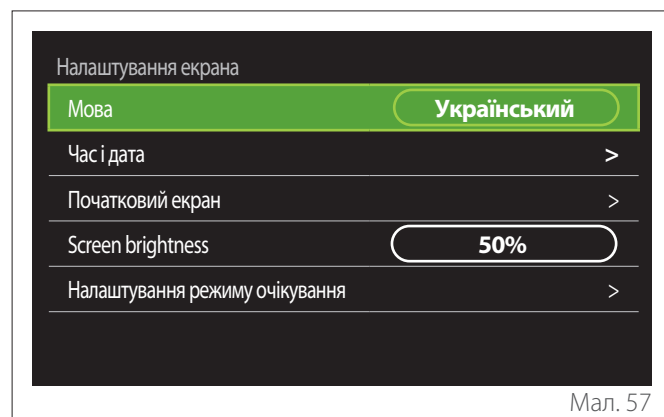 Налаштування екрана
Мова Український
Час і дата >
Початковий екран >
Screen brightness 50%
Налаштування режиму очікування >
Мал. 57